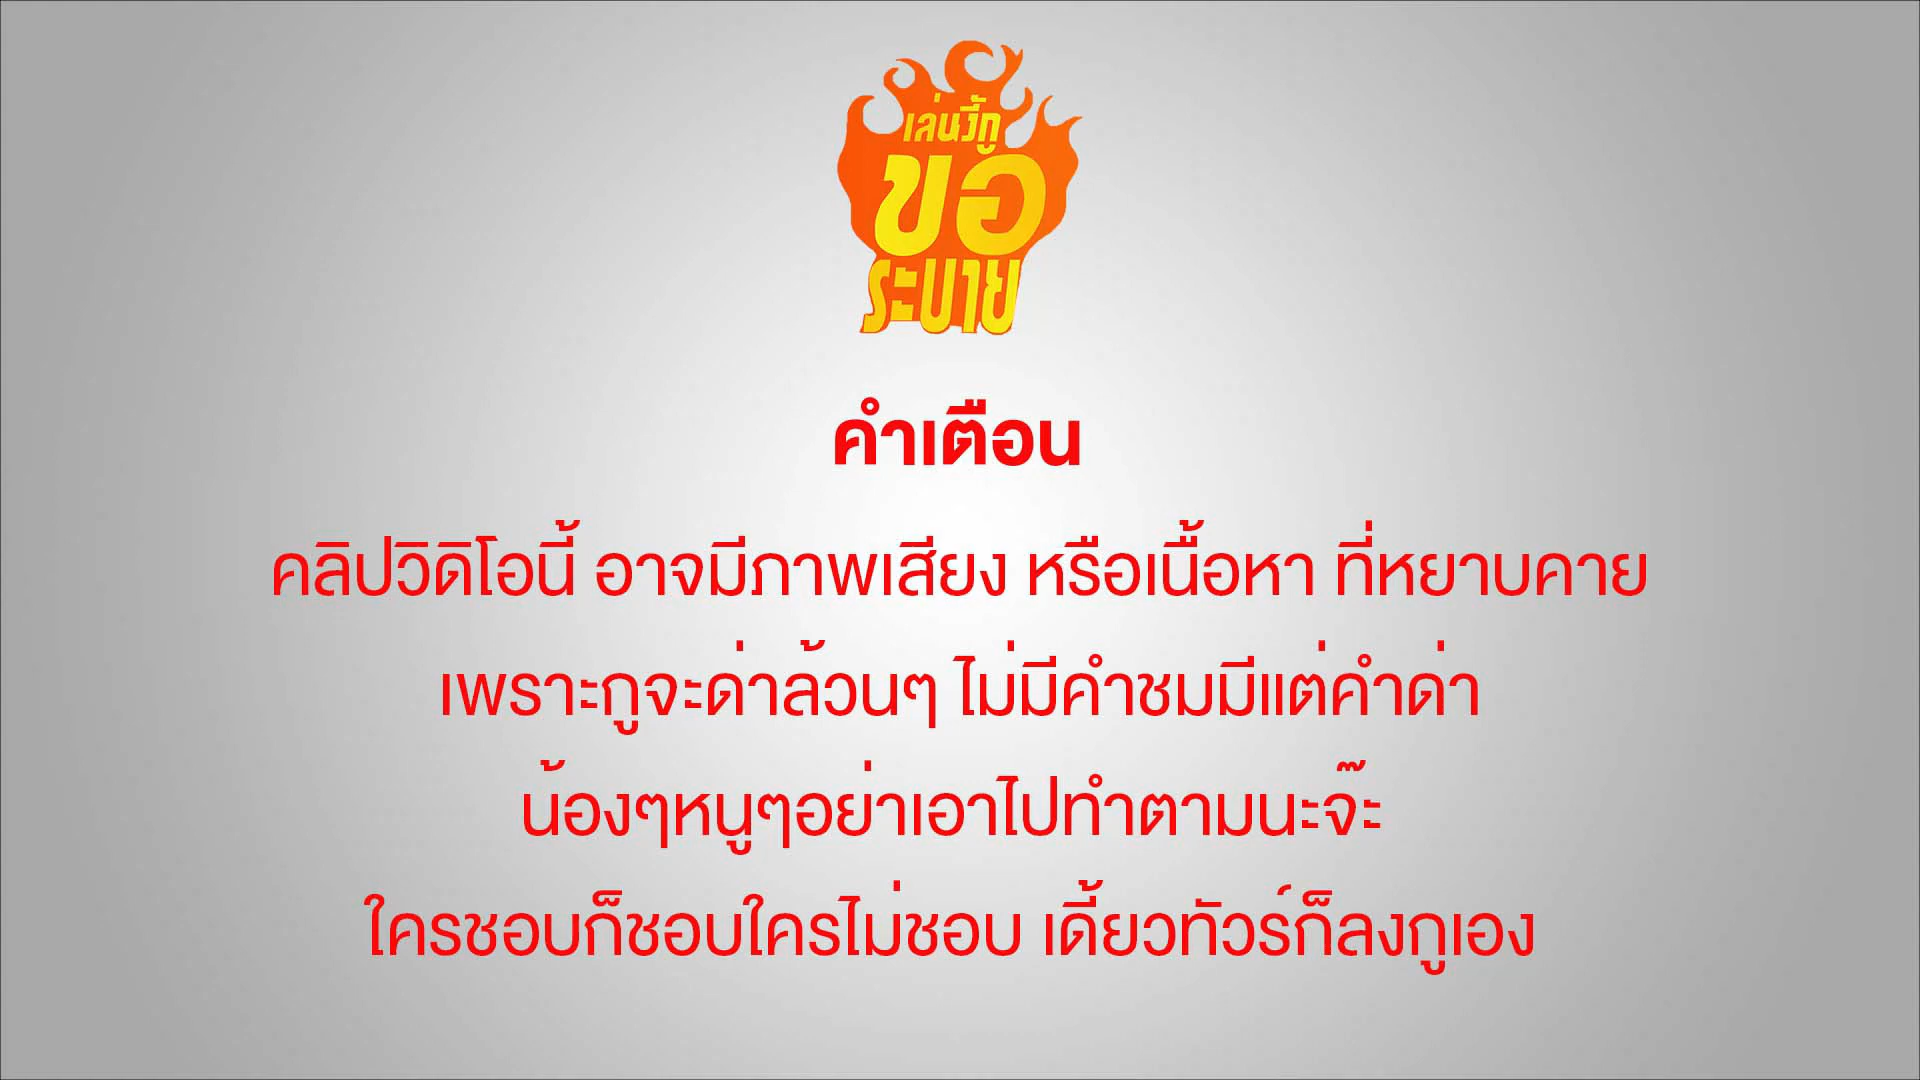 เล่นงี้กู
ขอ
ระบาย
คำเตือน
คลิปวิดิโอนี้ อาจมีภาพเสียง หรือเนื้อหา ที่หยาบคาย
เพราะกูจะด่าล้วนๆ ไม่มีคำชมมีแต่คำด่า
น้องๆหนูๆอย่าเอาไปทำตามนะจ๊ะ
ใครชอบก็ชอบใครไม่ชอบ เดี้ยวทัวร์ก็ลงกูเอง